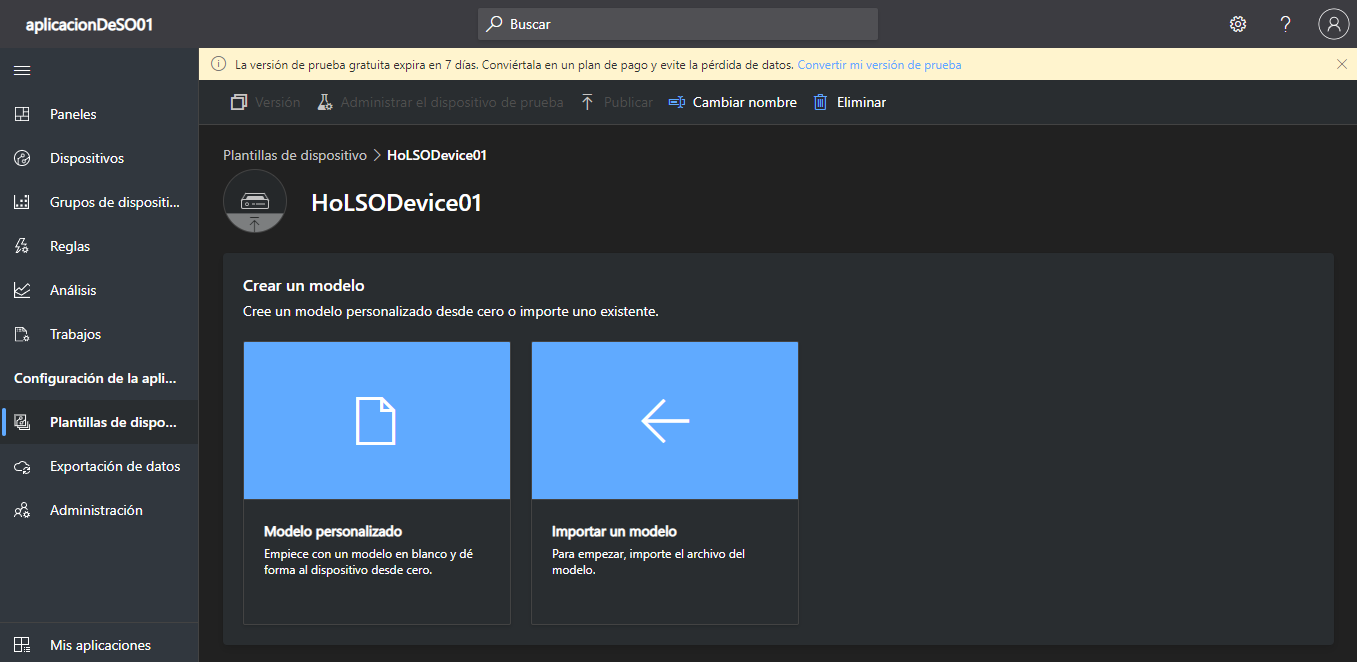 aplicacionDeSO01
Buscar
La versión de prueba gratuita expira en 7 días. Conviértala en un plan de pago y evite la pérdida de datos. Convertir mi versión de prueba
Versión
Administrar el dispositivo de prueba
Publicar
Cambiar nombre
Eliminar
Paneles
Dispositivos
Grupos de dispositi...
Reglas
Análisis
Trabajos
Configuración de la apli...
Plantillas de dispo...
Exportación de datos
Administración
Mis aplicaciones
Plantillas de dispositivo > HoLSODevice01
HoLSODevice01
Crear un modelo
Cree un modelo personalizado desde cero o importe uno existente.
Modelo personalizado
Empiece con un modelo en blanco y dé
forma al dispositivo desde cero.
Importar un modelo
Para empezar, importe el archivo del
modelo.